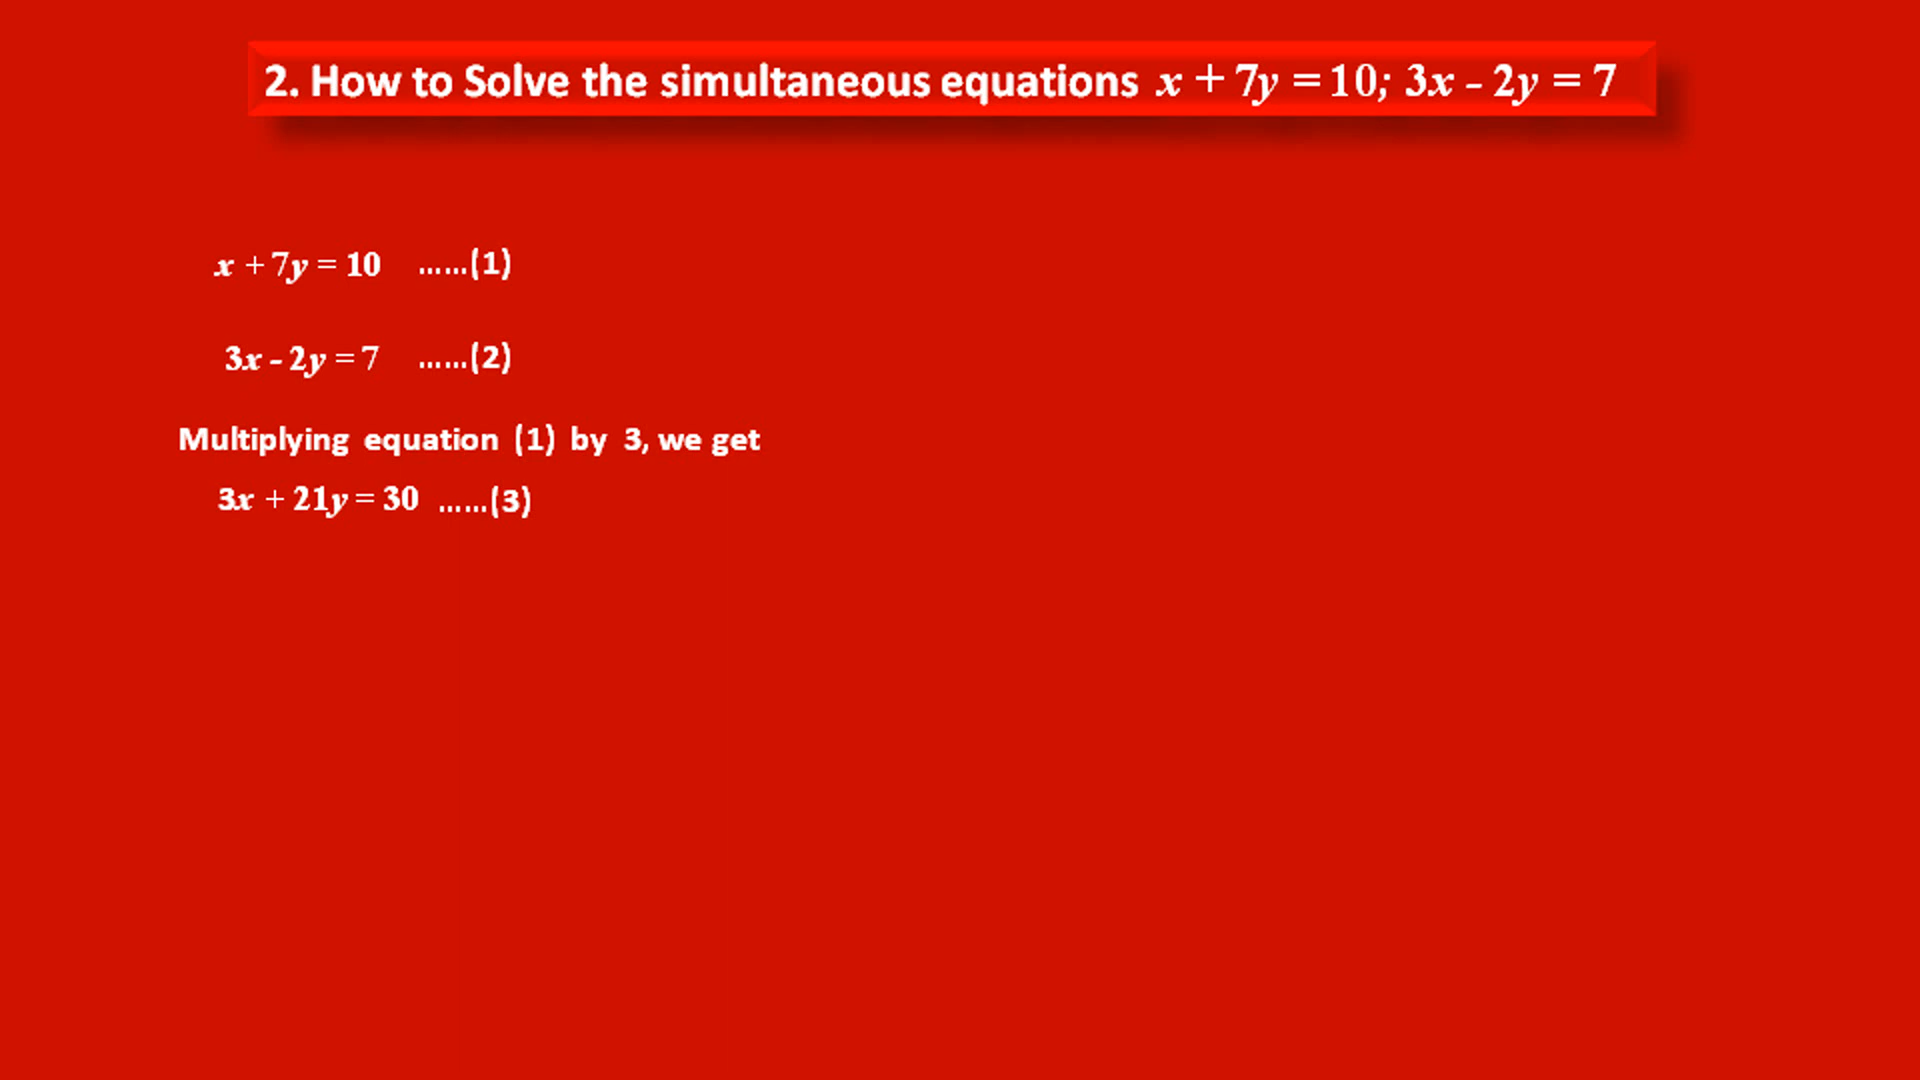 2. How to Solve the simultaneous equations x + 7y = 10; 3x - 2y = 7
x + 7y = 10 ......(1)
3x - 2y = 7 ......(2)
Multiplying equation (1) by 3, we get
3x + 21y = 30 ......(3)